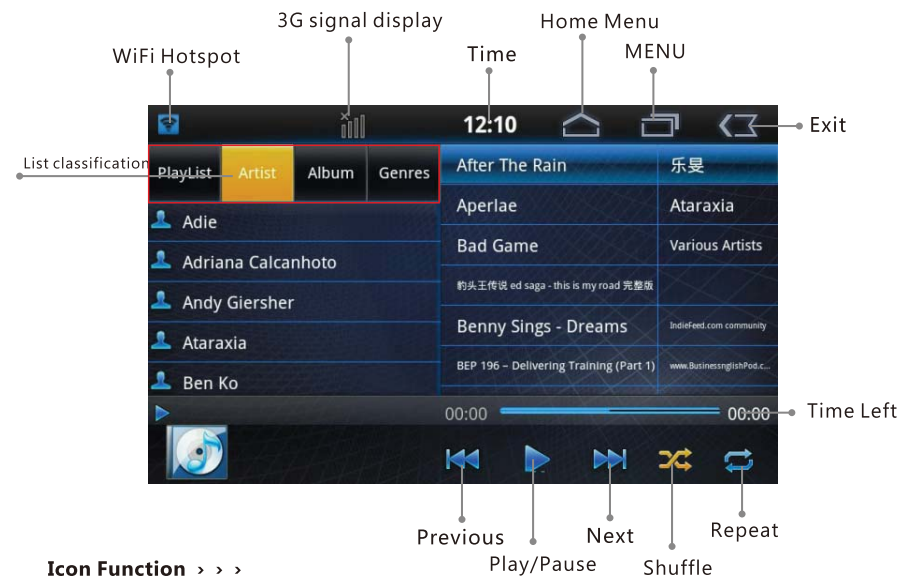 3G signal display
Home Menu
WiFi Hotspot
Time
MENU
12:10
Exit
List classification
PlayList
Artist
Album
Genres
After The Rain
乐旻
Adie
Aperlae
Ataraxia
Adriana Calcanhoto
Bad Game
Various Artists
Andy Giersher
豹头王传说 ed saga - this is my road 完整版
Ataraxia
Benny Sings - Dreams
IndieFeed.com community
Ben Ko
BEP 196 – Delivering Training (Part 1)
www.BusinessnglishPod.c...
00:00
00:00
Time Left
Previous
Play/Pause
Next
Shuffle
Repeat
Icon Function › › ›